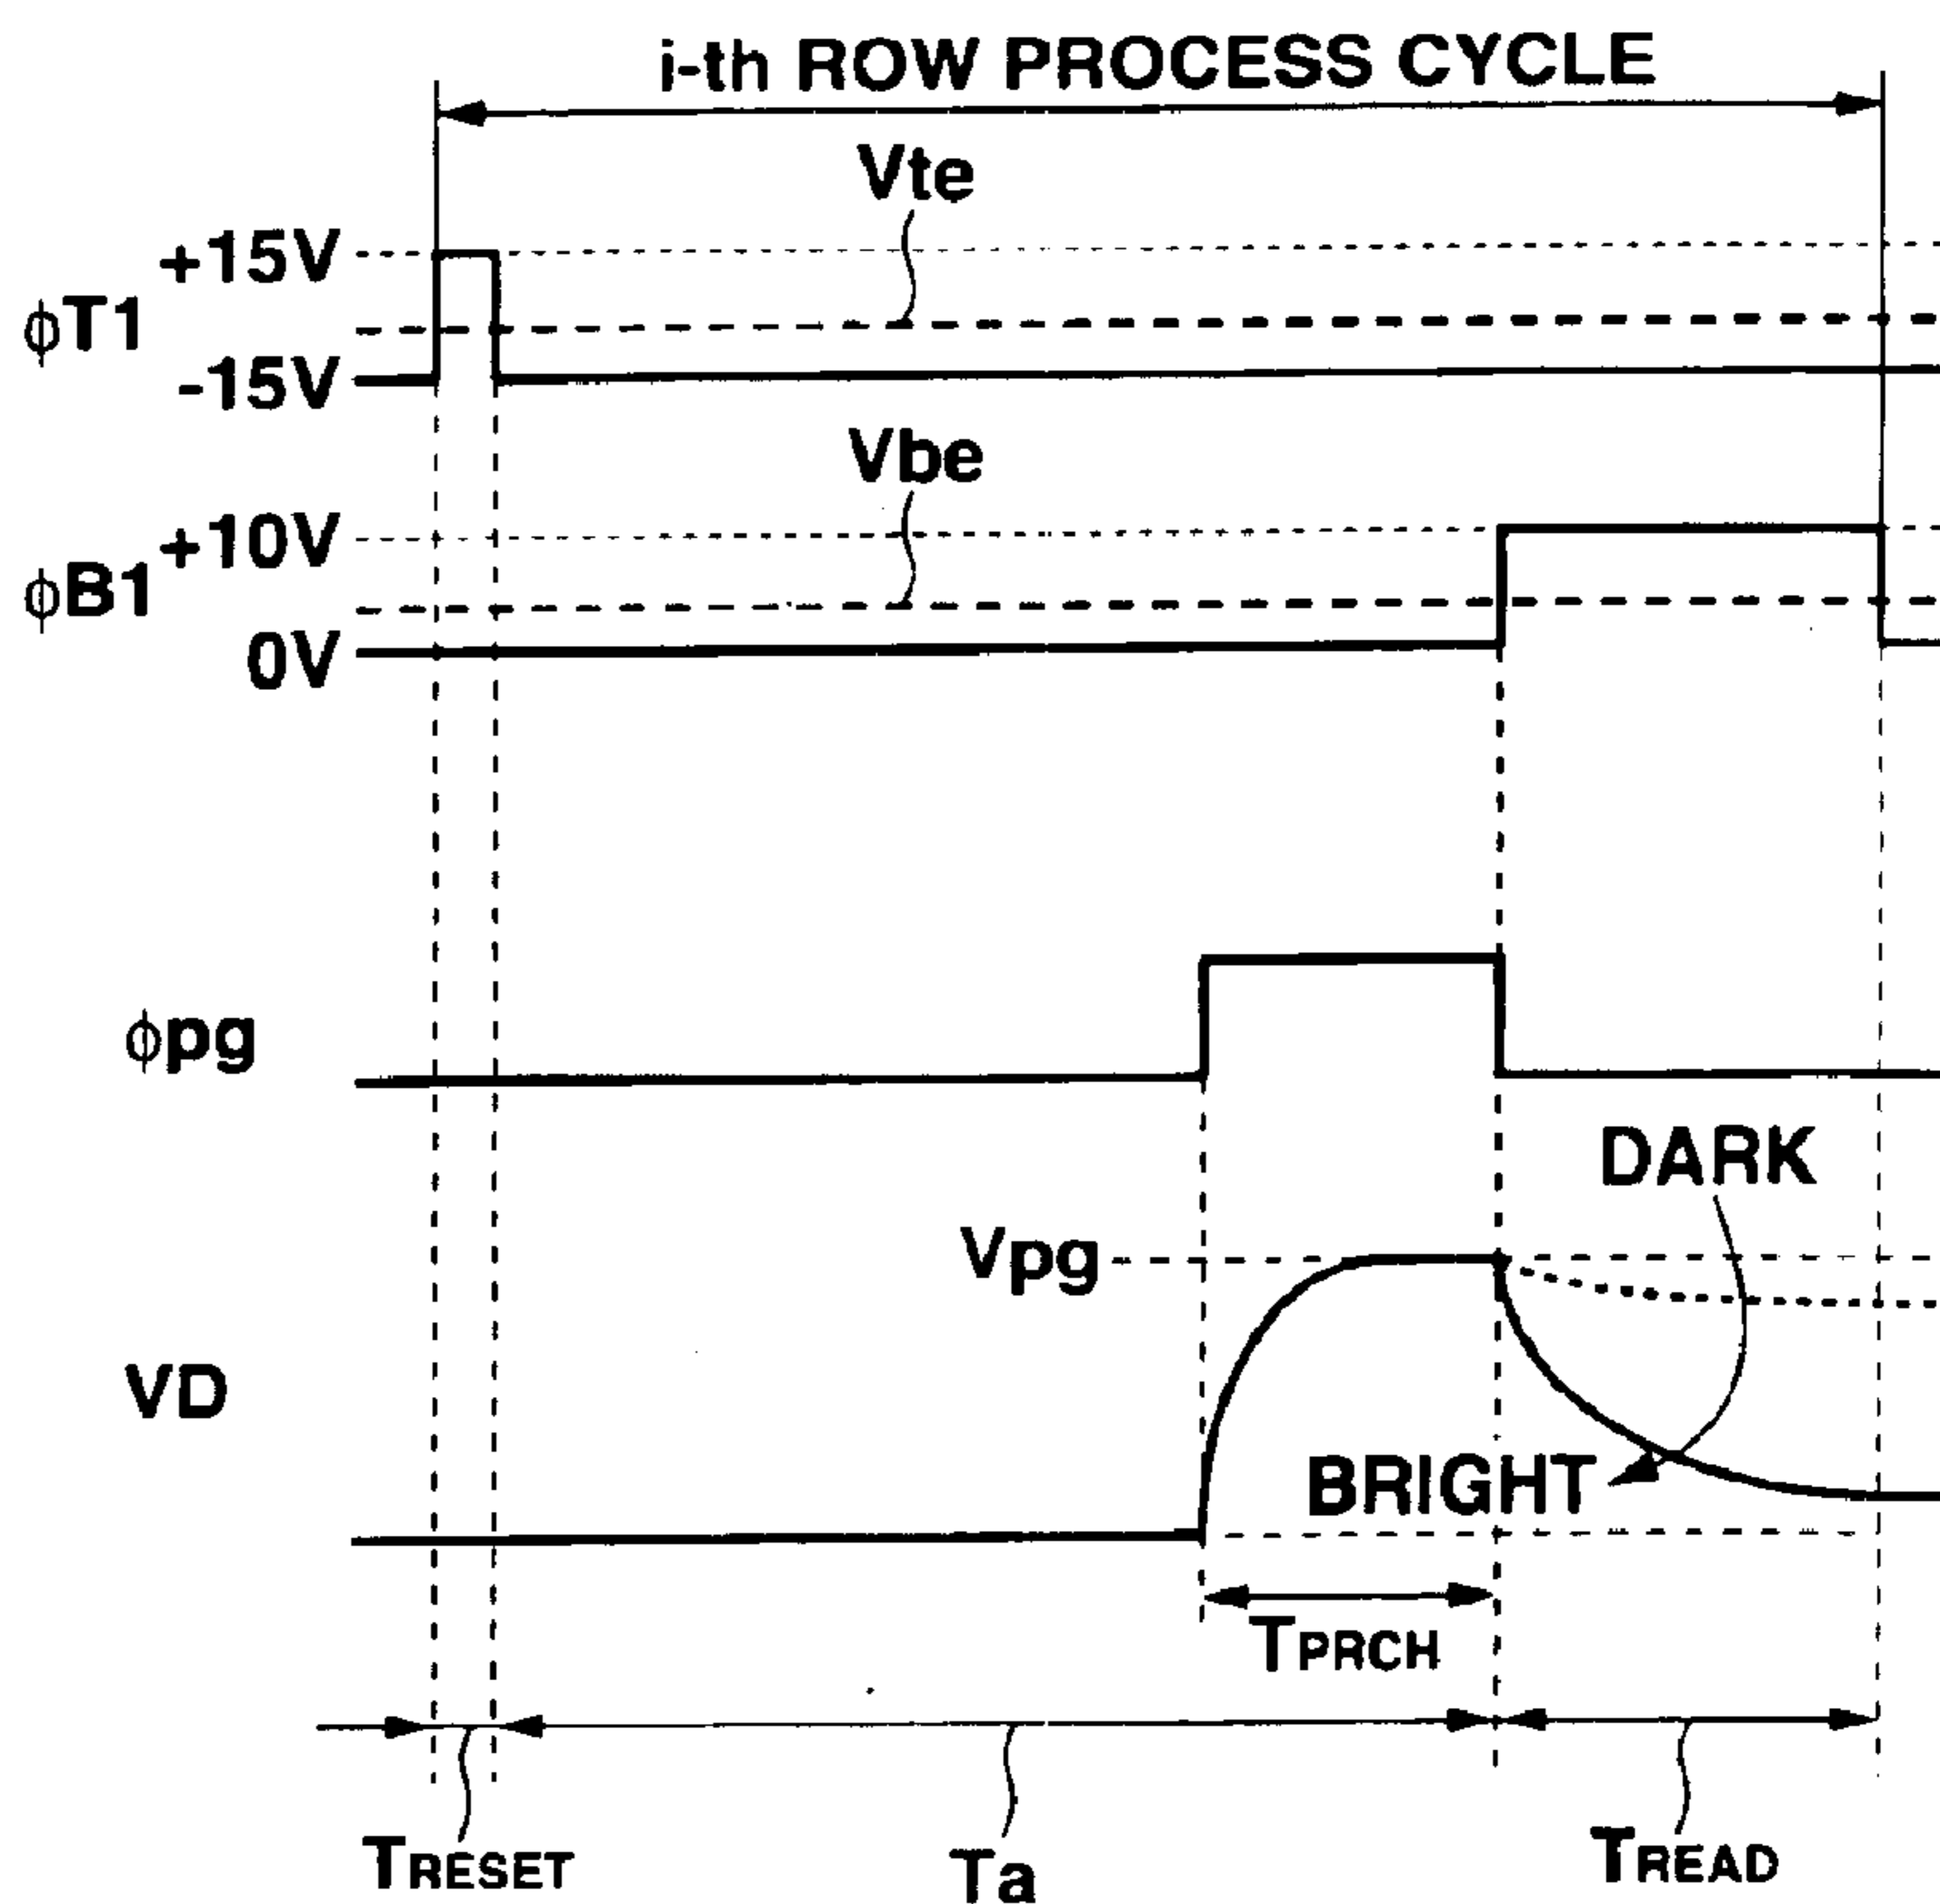 i-th ROW PROCESS CYCLE
Vte
+15V
ϕT1
-15V
Vbe
+10V
ϕB1
0V
ϕpg
DARK
Vpg
VD
BRIGHT
TPRCH
TRESET
Ta
TREAD